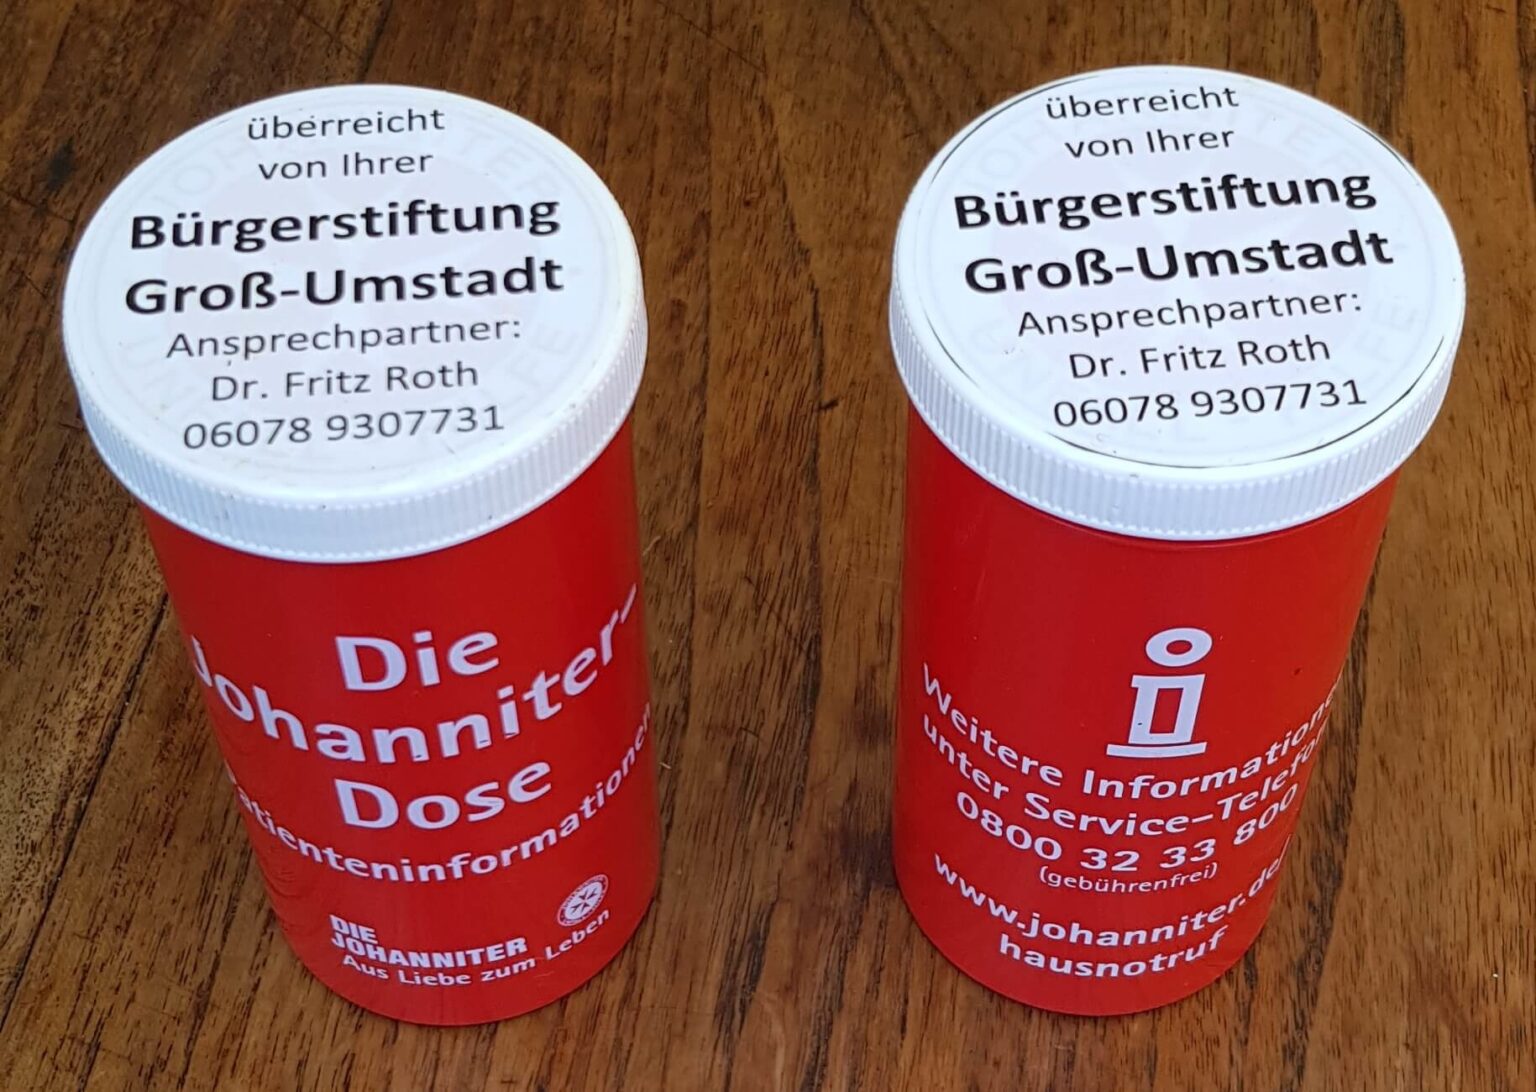 überreicht
von Ihrer
Bürgerstiftung
Groß-Umstadt
Ansprechpartner:
Dr. Fritz Roth
06078 9307731
Die
Johanniter-
Dose
Patienteninformationen
DIE
JOHANNITER
Aus Liebe zum Leben
überreicht
von Ihrer
Bürgerstiftung
Groß-Umstadt
Ansprechpartner:
Dr. Fritz Roth
06078 9307731
Weitere Informationen
unter Service-Telefon
0800 32 33 800
(gebührenfrei)
www.johanniter.de/
hausnotruf